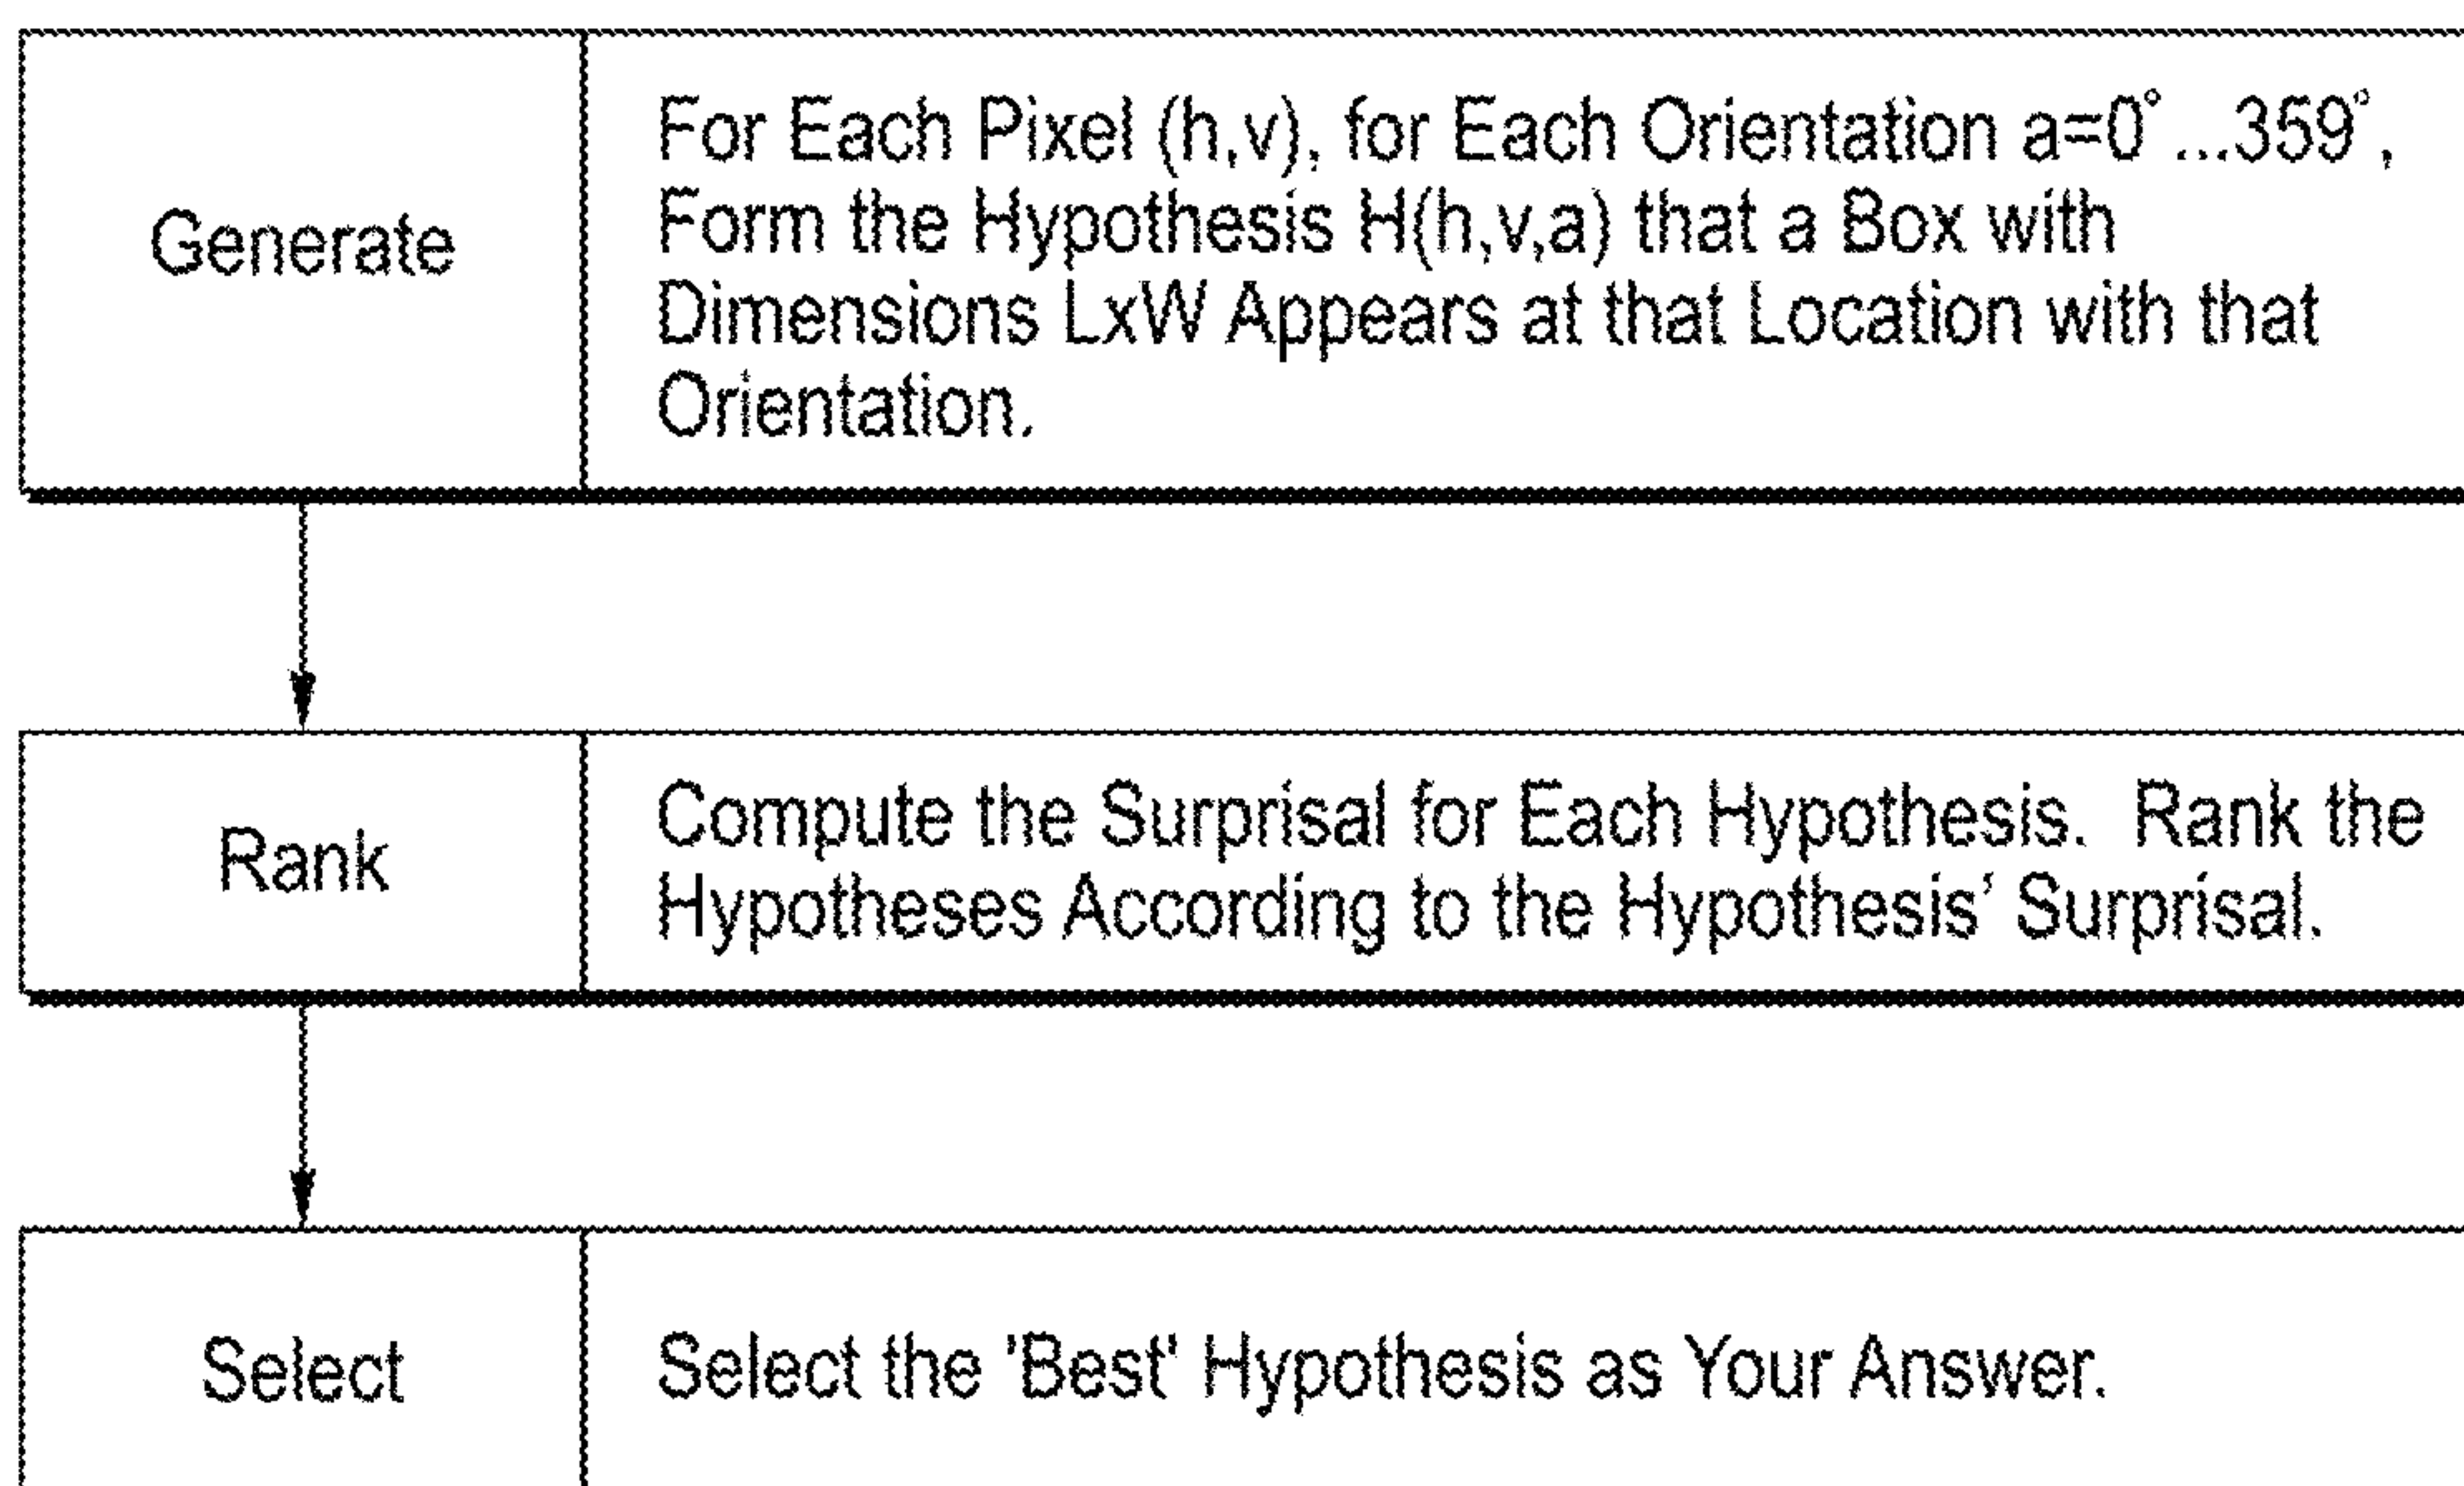 Generate
For Each Pixel (h,v), for Each Orientation a=0°...359°,
Form the Hypothesis H(h,v,a) that a Box with
Dimensions LxW Appears at that Location with that
Orientation.
Rank
Compute the Surprisal for Each Hypothesis. Rank the
Hypotheses According to the Hypothesis' Surprisal.
Select
Select the 'Best' Hypothesis as Your Answer.